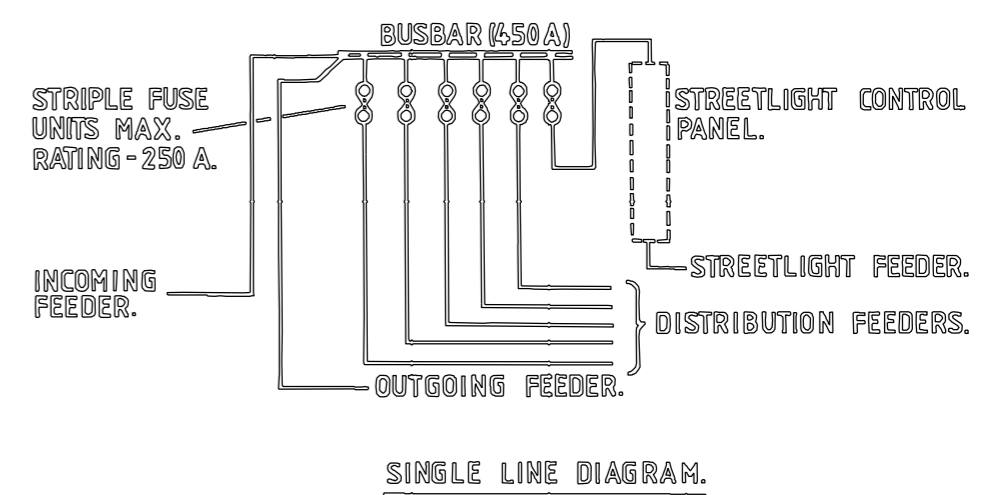 BUSBAR (450 A)
STRIPLE FUSE
UNITS MAX.
RATING - 250 A.
STREETLIGHT CONTROL
PANEL.
STREETLIGHT FEEDER.
INCOMING
FEEDER.
DISTRIBUTION FEEDERS.
OUTGOING FEEDER.
SINGLE LINE DIAGRAM.